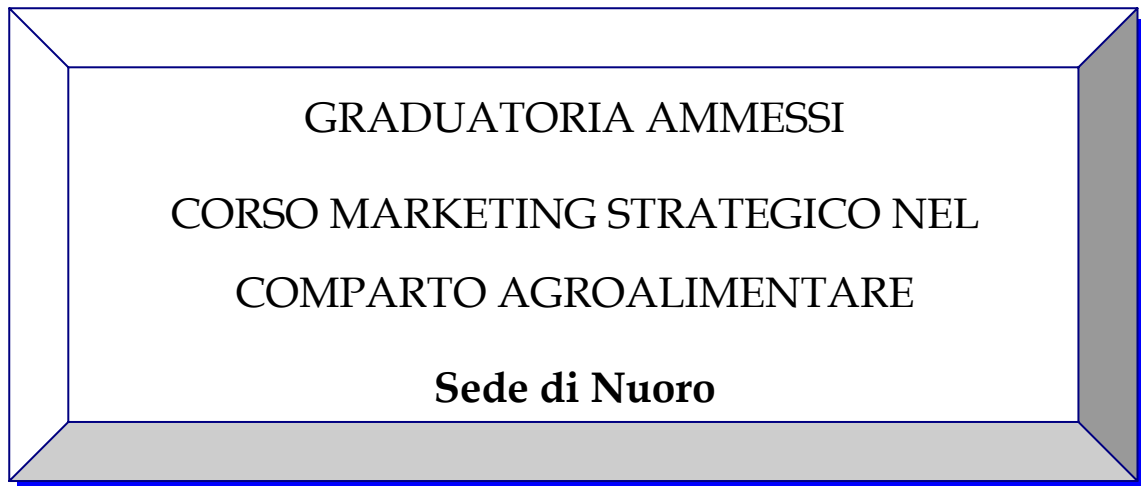 GRADUATORIA AMMESSI
CORSO MARKETING STRATEGICO NEL
COMPARTO AGROALIMENTARE
Sede di Nuoro